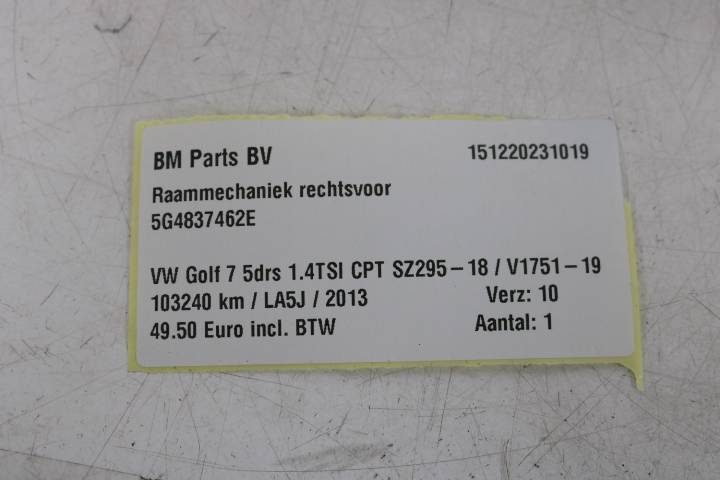 BM Parts BV 151220231019
Raammechaniek rechtsvoor
5G4837462E
VW Golf 7 5drs 1.4TSI CPT SZ295-18 / V1751-19
103240 km / LA5J / 2013 Verz: 10
49.50 Euro incl. BTW Aantal: 1